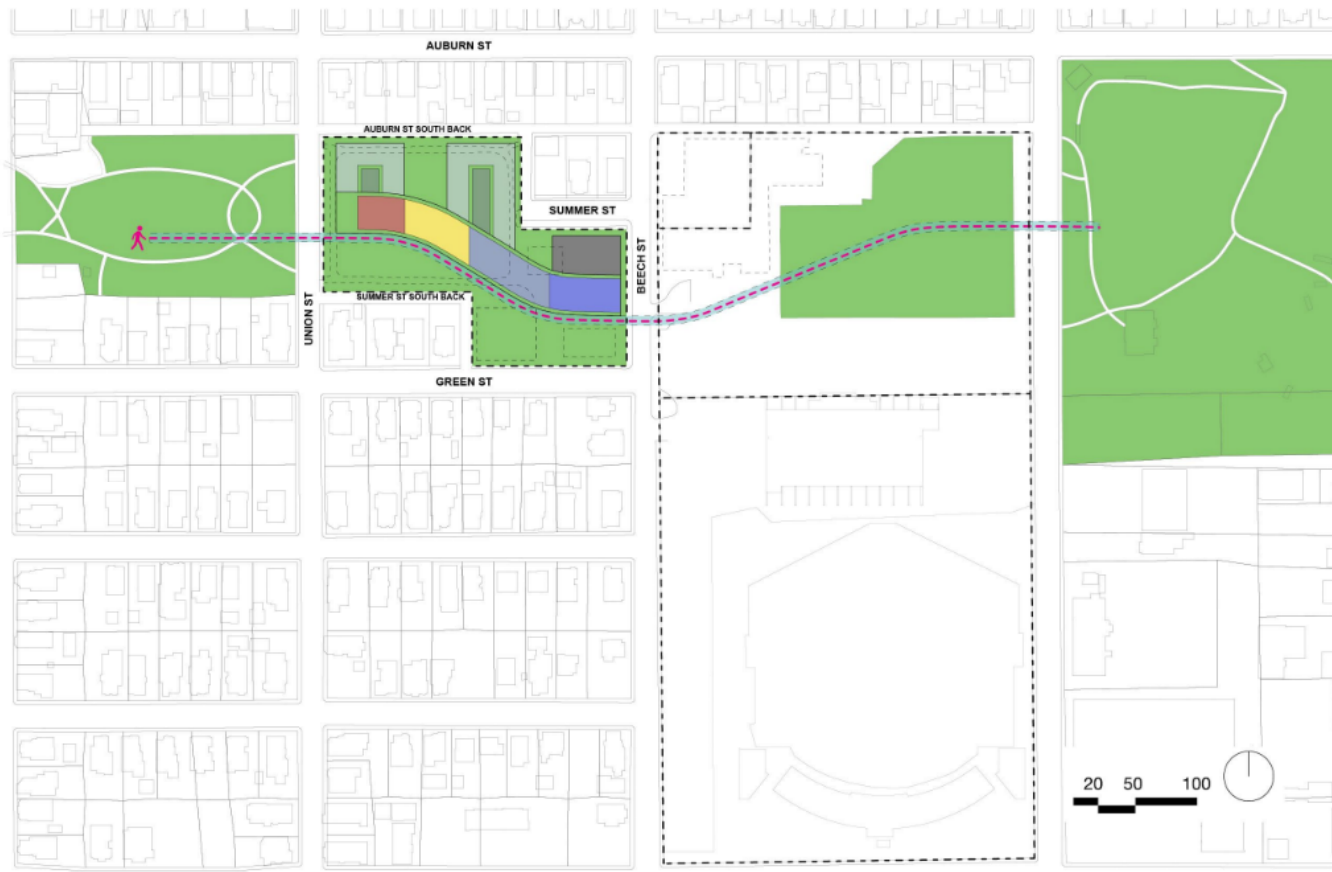 AUBURN ST
AUBURN ST SOUTH BACK
SUMMER ST
BEECH ST
UNION ST
SUMMER ST SOUTH BACK
GREEN ST
20 50 100